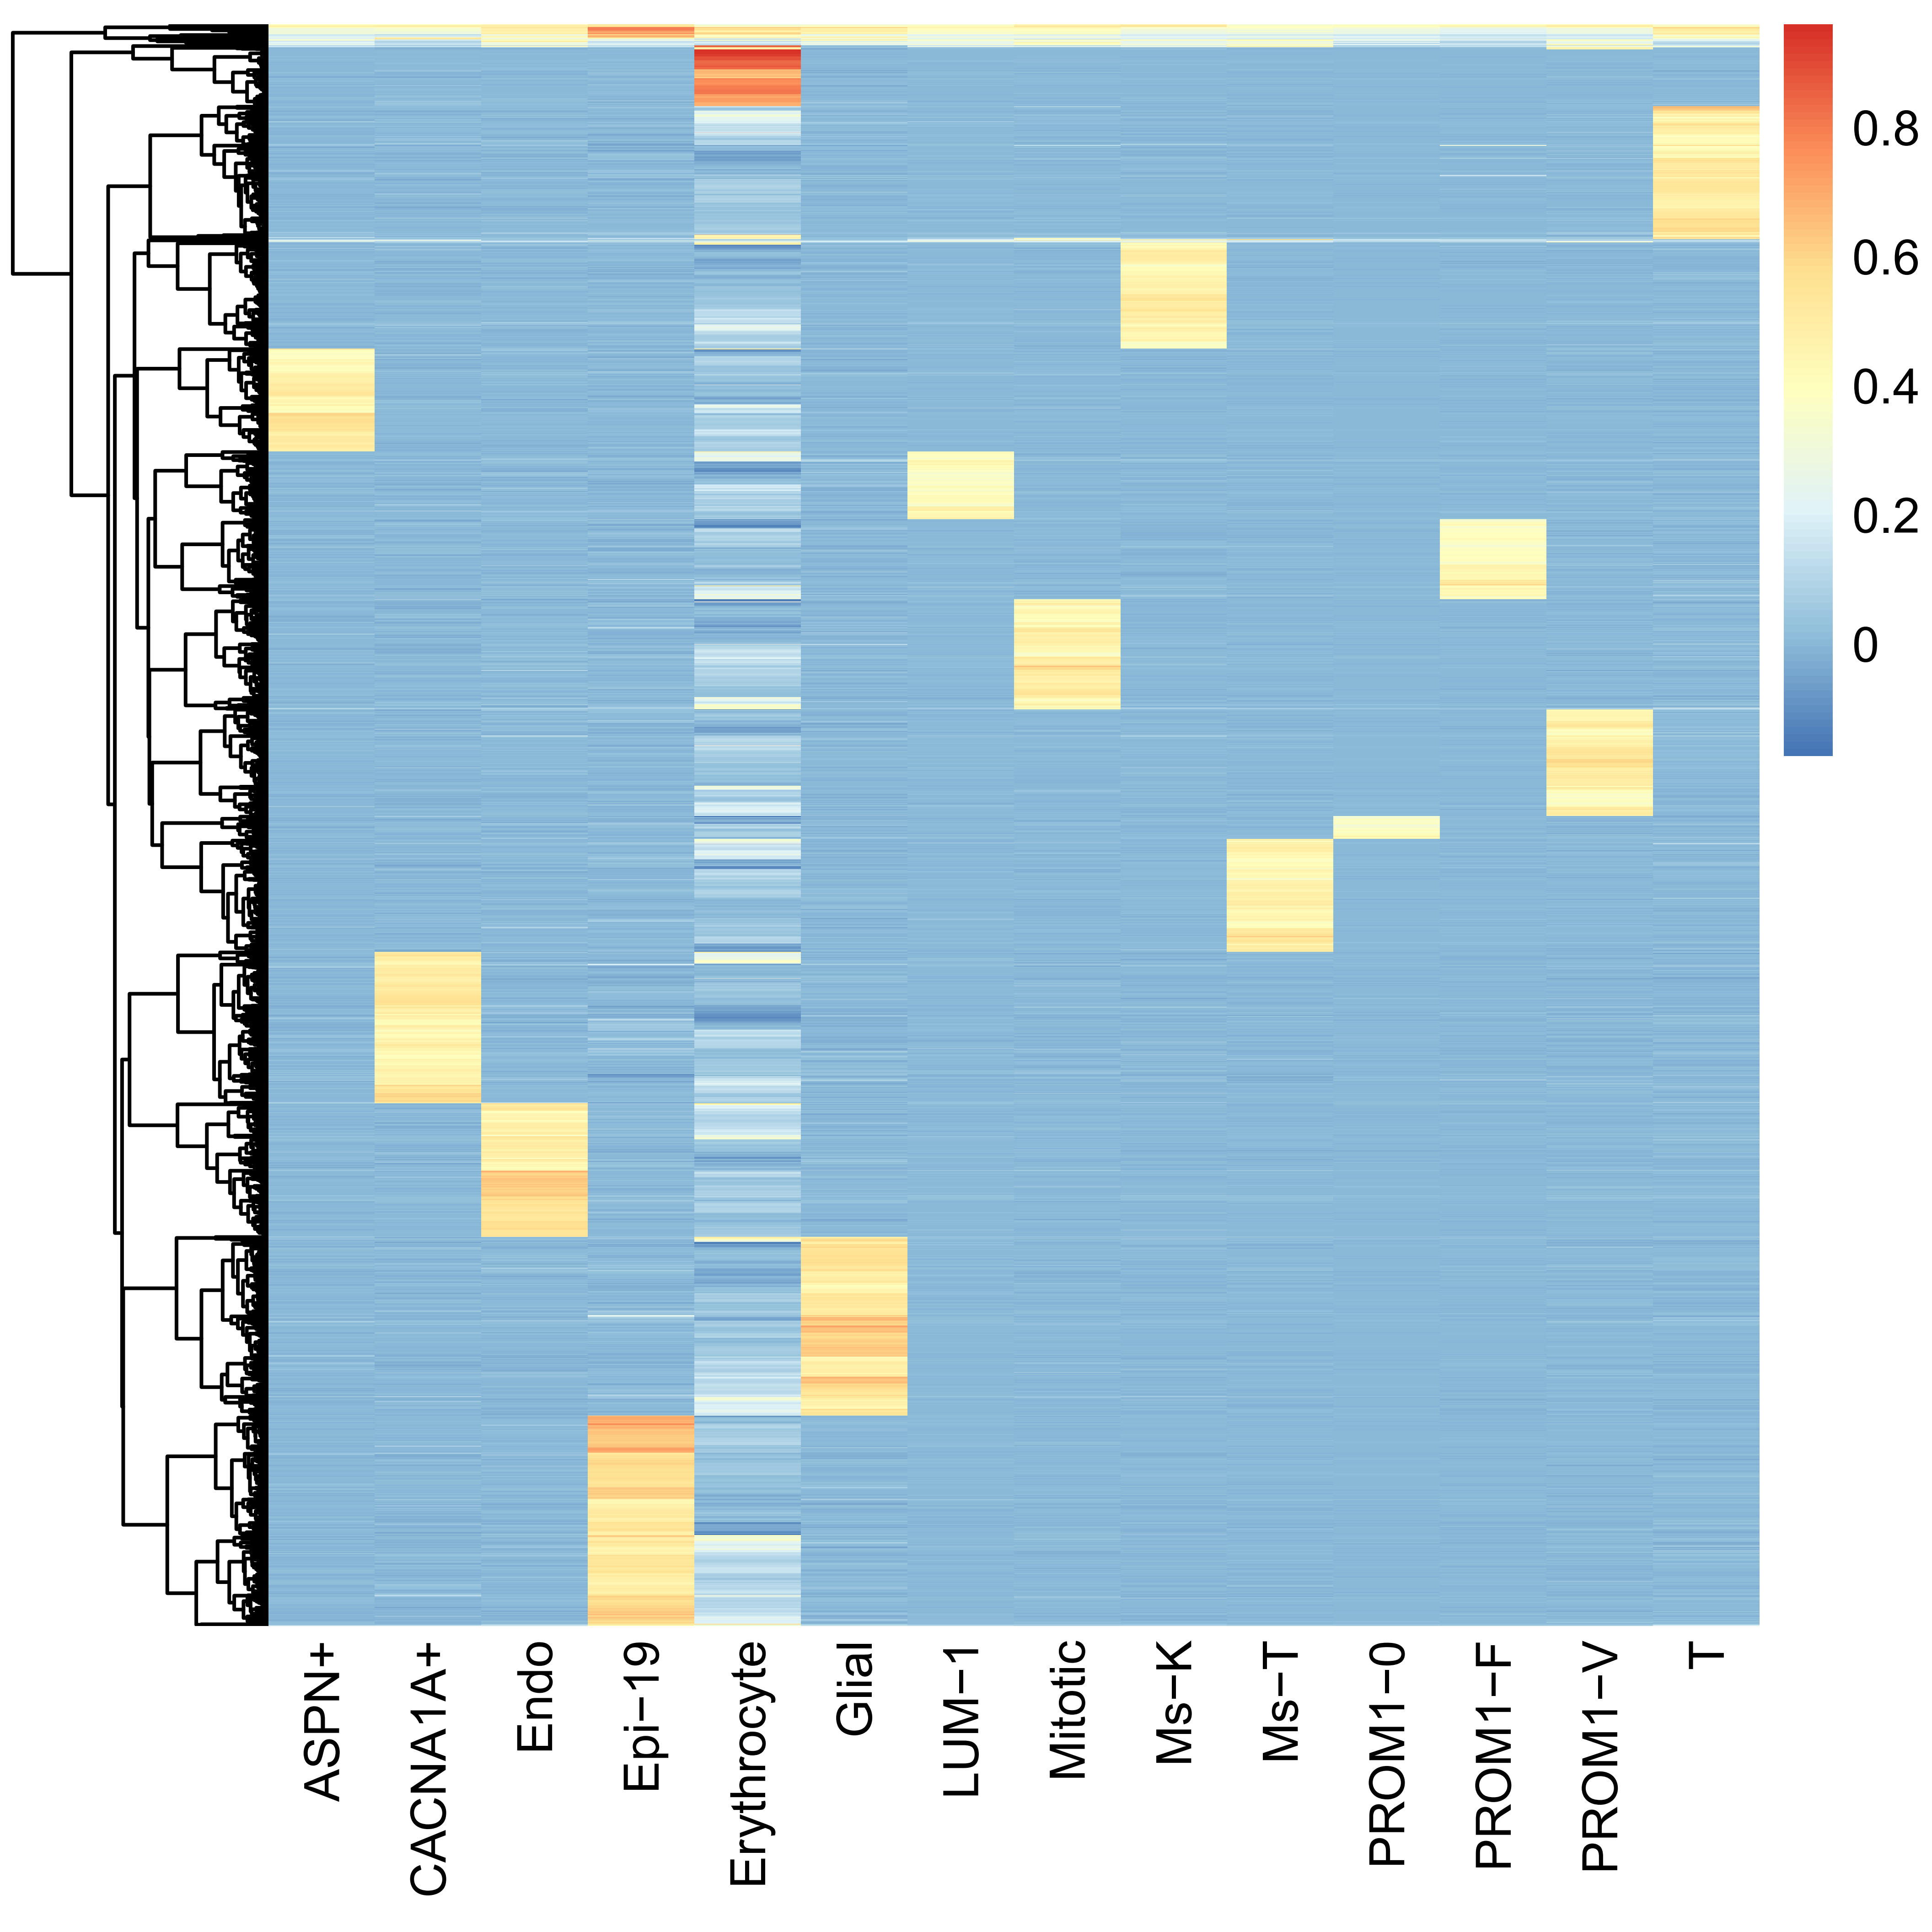 0.8
0.6
0.4
0.2
0
ASPN+
CACNA1A+
Endo
Epi−19
Erythrocyte
Glial
LUM−1
Mitotic
Ms−K
Ms−T
PROM1−0
PROM1−F
PROM1−V
T